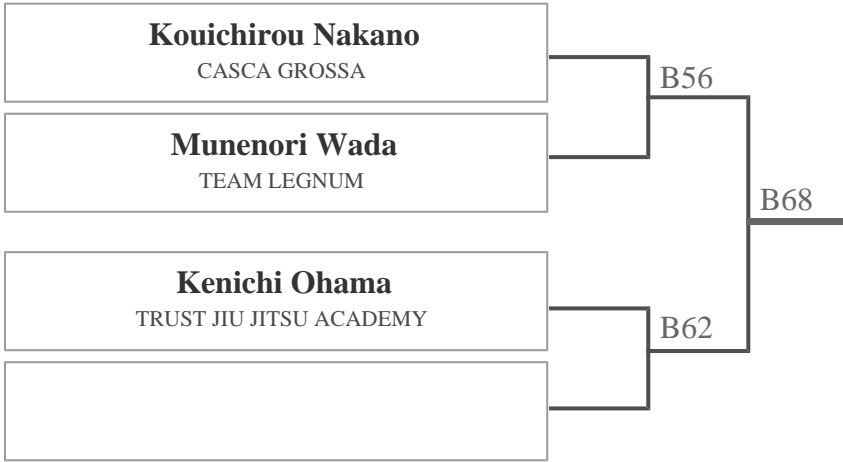 Kouichirou Nakano
CASCA GROSSA
B56
Munenori Wada
TEAM LEGNUM
B68
Kenichi Ohama
TRUST JIU JITSU ACADEMY
B62